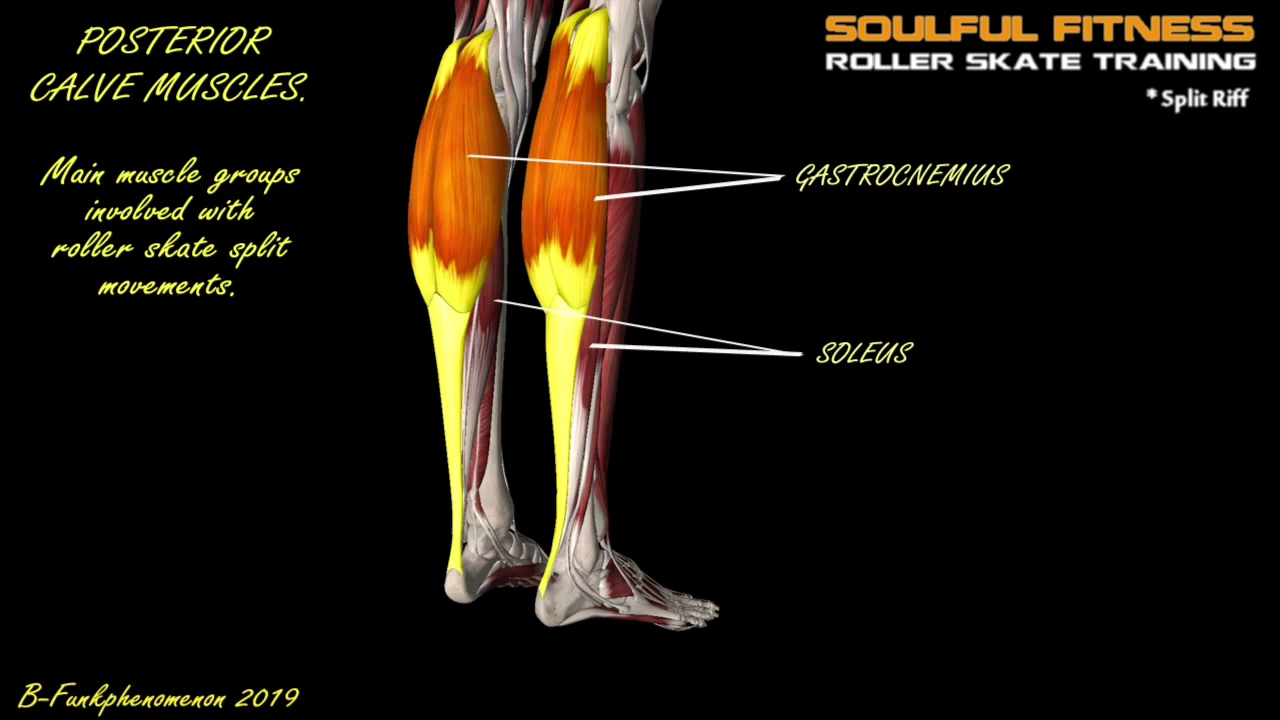 POSTERIOR
CALVE MUSCLES.
Main muscle groups
involved with
roller skate split
movements.
SOULFUL FITNESS
ROLLER SKATE TRAINING
* Split Riff
GASTROCNEMIUS
SOLEUS
B-Funkphenomenon 2019